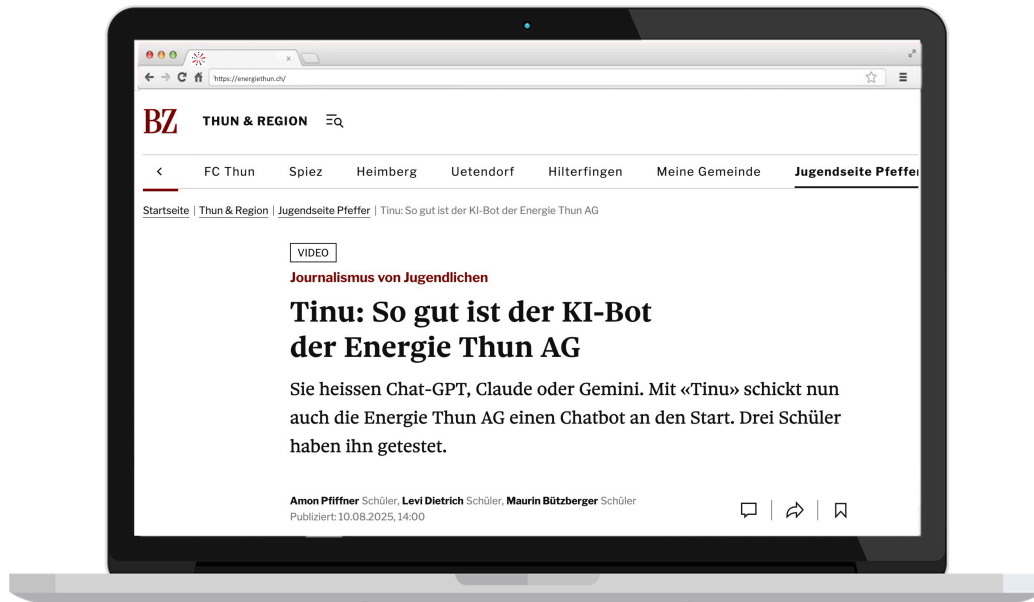 https://energiethun.ch/
BZ THUN & REGION
FC Thun Spiez Heimberg Uetendorf Hilterfingen Meine Gemeinde Jugendseite Pfeffer
Startseite | Thun & Region | Jugendseite Pfeffer | Tinu: So gut ist der KI-Bot der Energie Thun AG
VIDEO
Journalismus von Jugendlichen
Tinu: So gut ist der KI-Bot
der Energie Thun AG
Sie heissen Chat-GPT, Claude oder Gemini. Mit «Tinu» schickt nun
auch die Energie Thun AG einen Chatbot an den Start. Drei Schüler
haben ihn getestet.
Amon Pfiffner Schüler, Levi Dietrich Schüler, Maurin Bützberger Schüler
Publiziert: 10.08.2025, 14:00